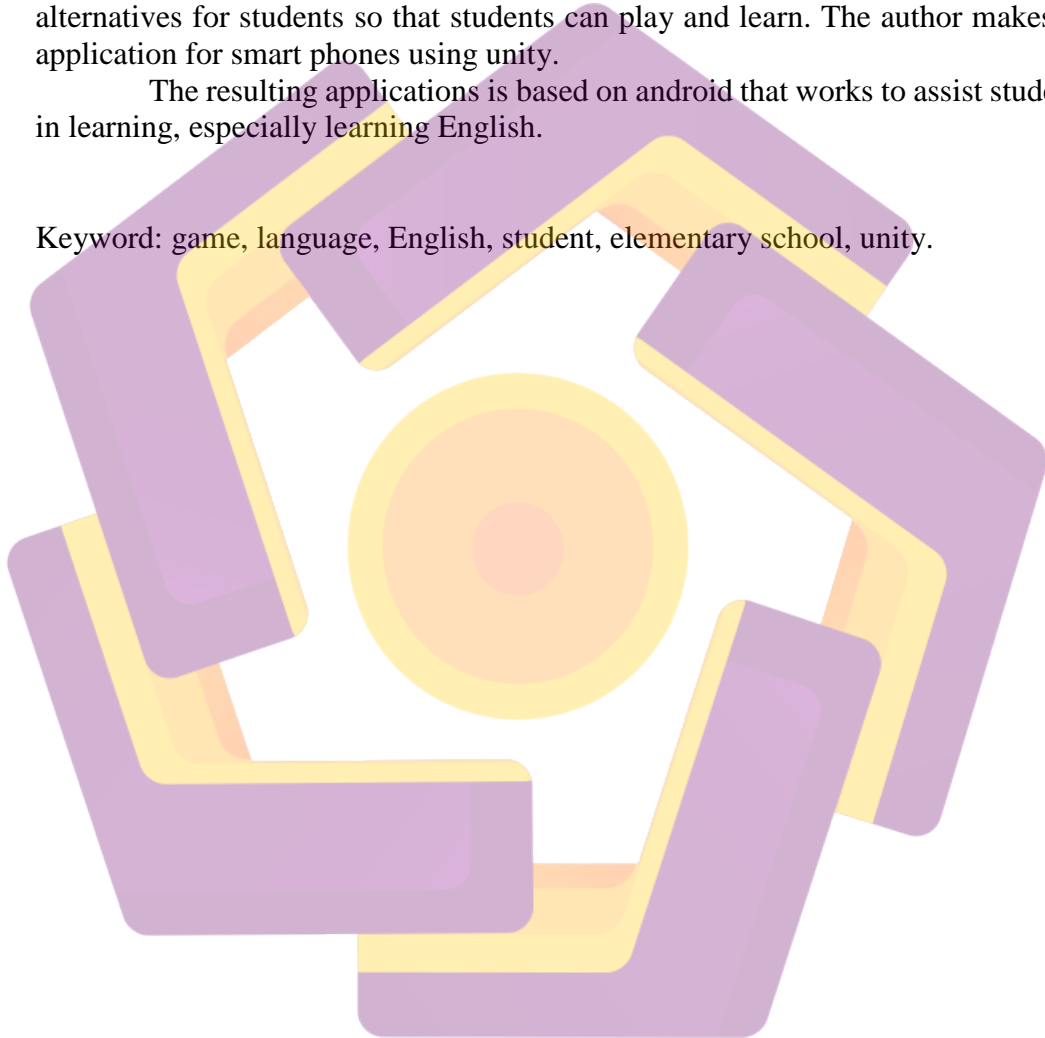 alternatives for students so that students can play and learn. The author makes
application for smart phones using unity.
The resulting applications is based on android that works to assist stude
in learning, especially learning English.
Keyword: game, language, English, student, elementary school, unity.